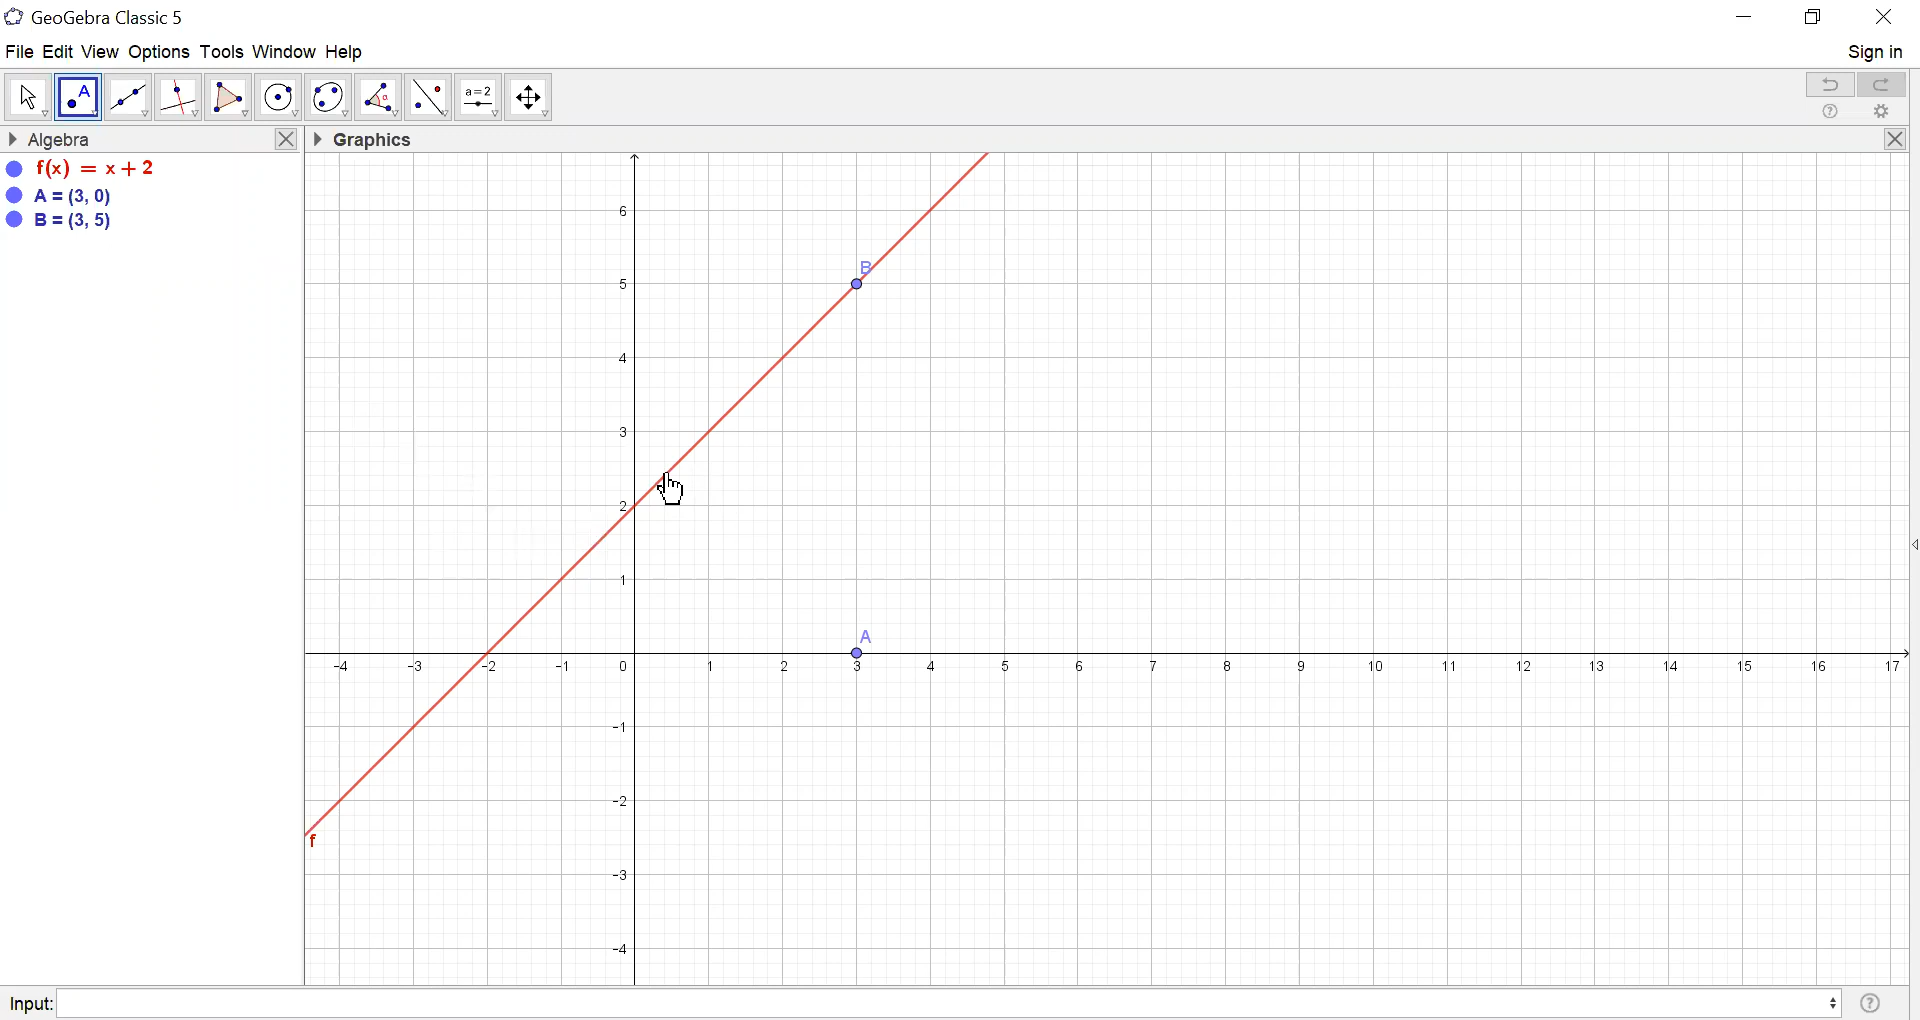 GeoGebra Classic 5
File Edit View Options Tools Window Help
Sign in
A
α
a=2
Algebra
Graphics
f(x) = x + 2
A = (3, 0)
B = (3, 5)
6
B
5
4
3
2
1
A
-4 -3 -2 -1 0 1 2 3 4 5 6 7 8 9 10 11 12 13 14 15 16 17
-1
-2
f
-3
-4
Input: